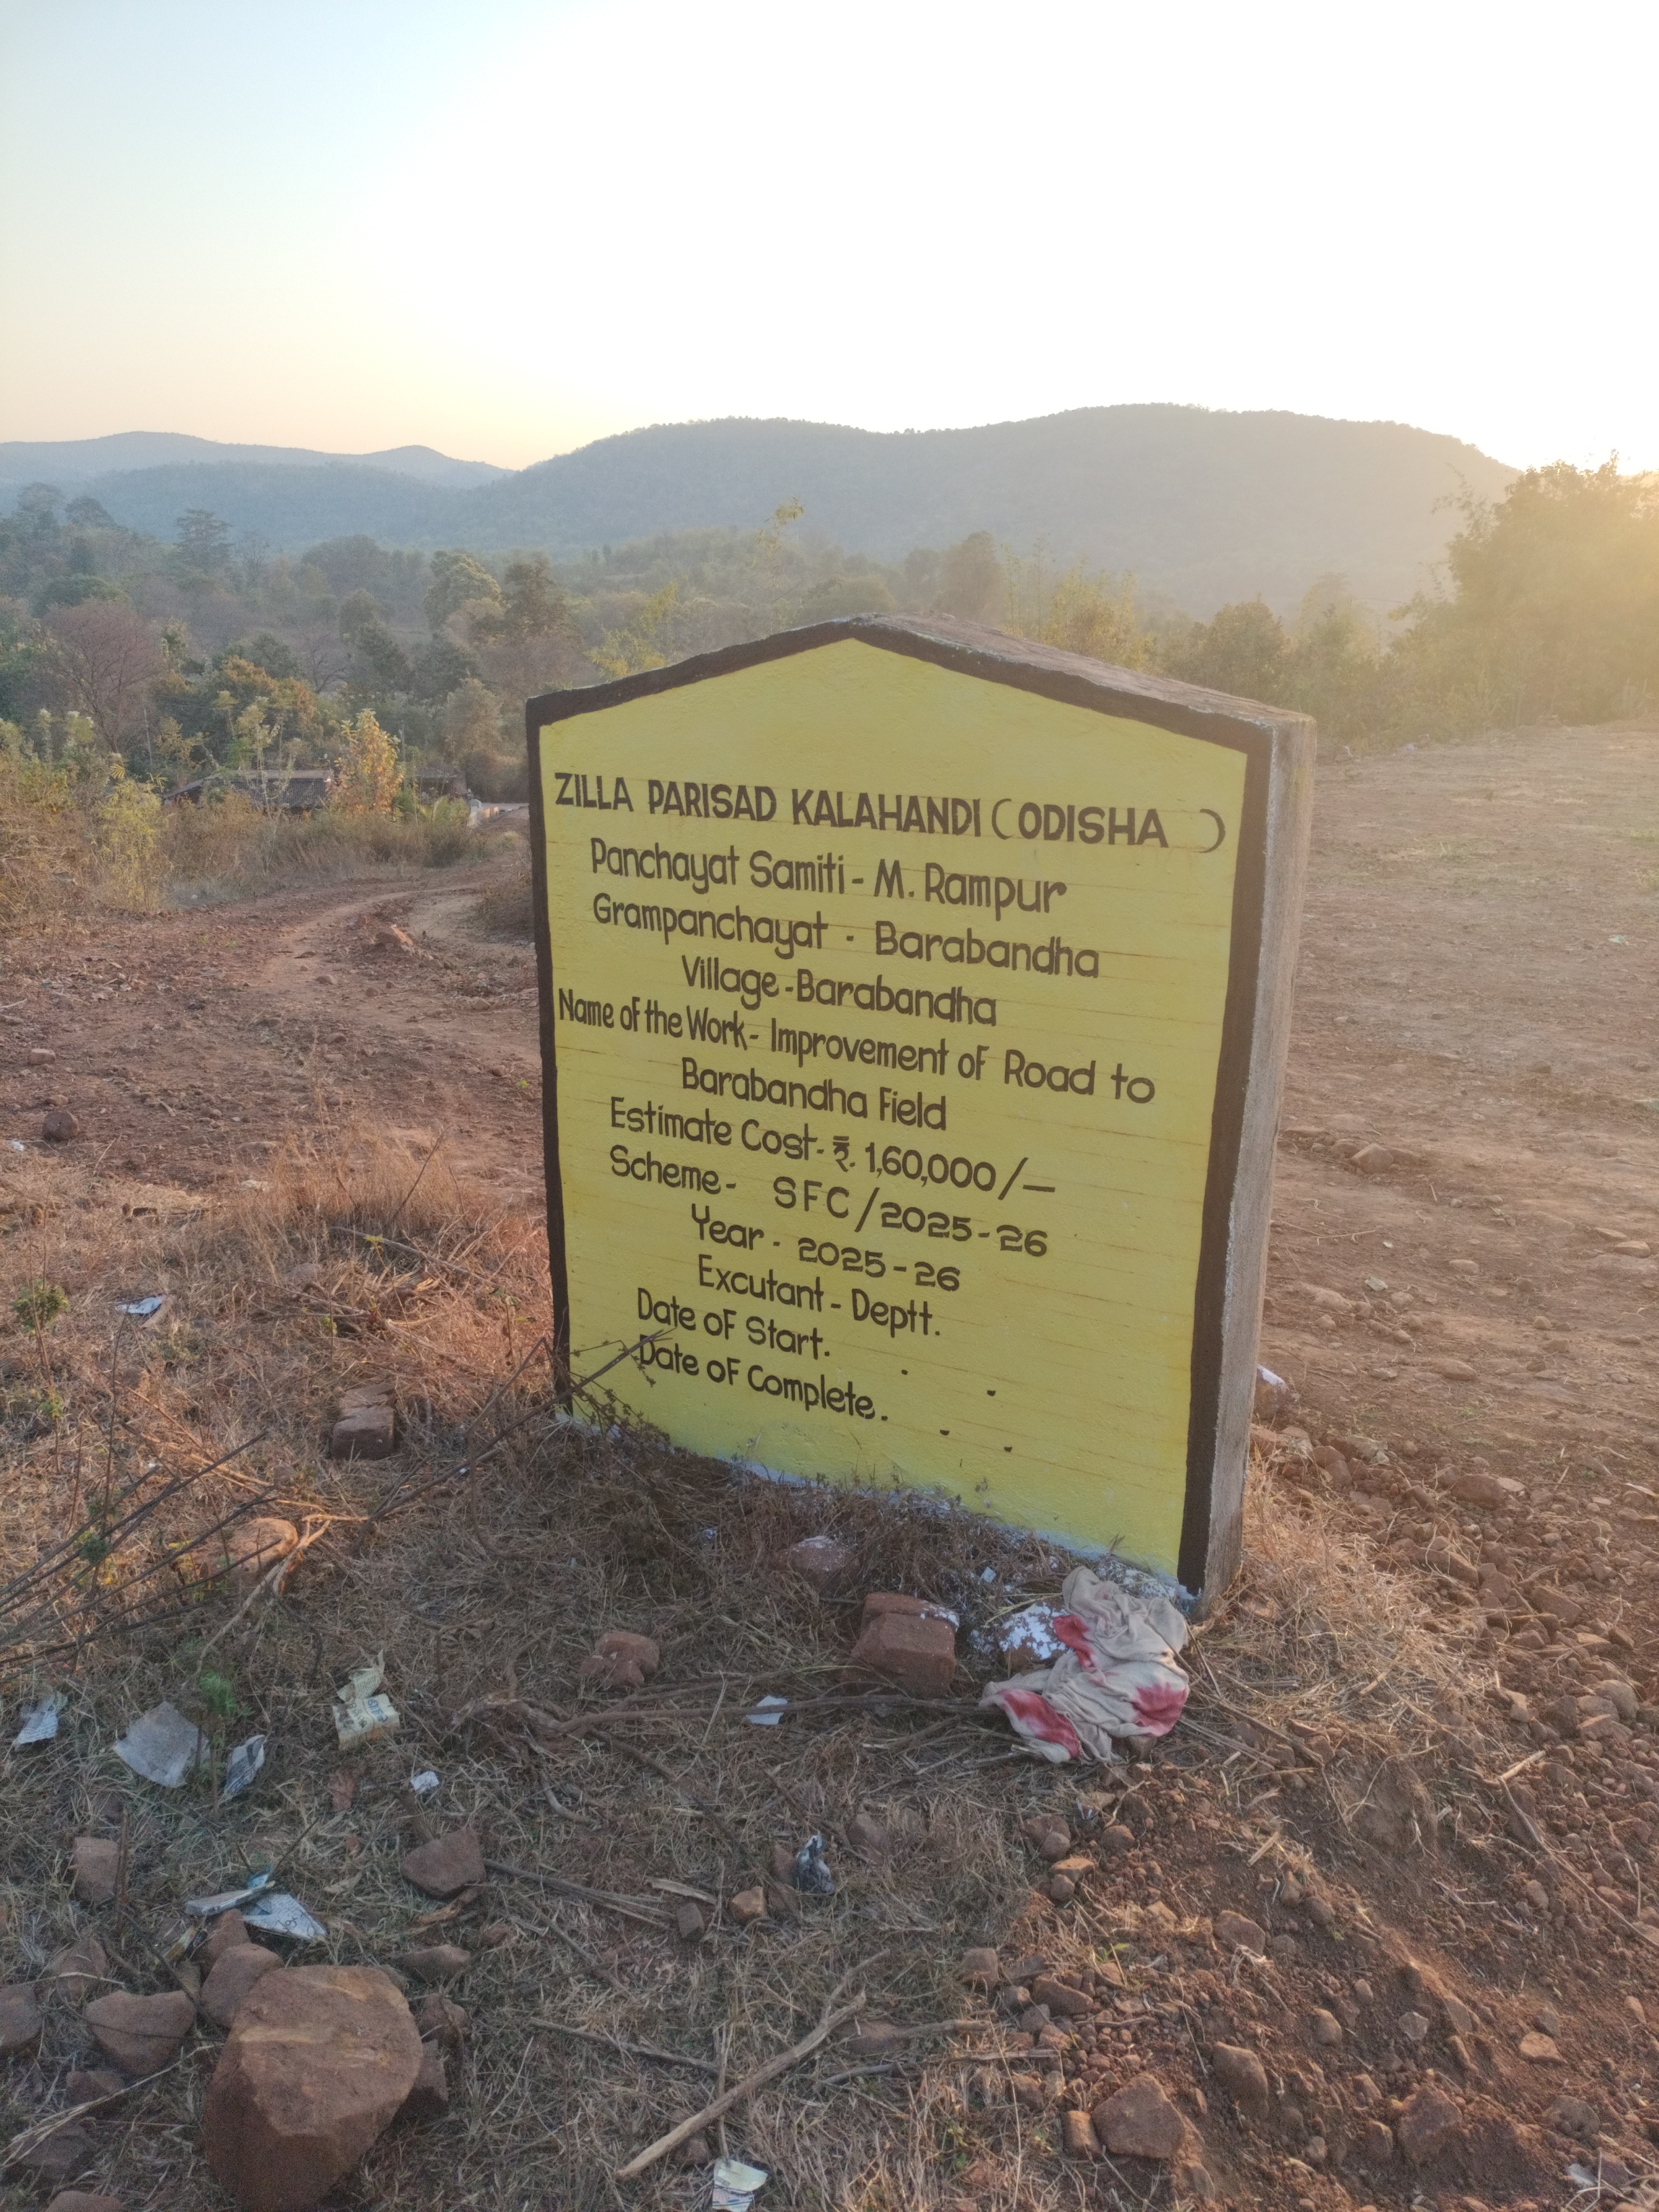 ZILLA PARISAD KALAHANDI (ODISHA )
Panchayat Samiti - M. Rampur
Grampanchayat - Barabandha
Village - Barabandha
Name of the Work - Improvement of Road to
Barabandha Field
Estimate Cost - ₹. 1,60,000/-
Scheme - SFC/2025-26
Year - 2025-26
Excutant - Deptt.
Date of Start. . .
Date of Complete. . .